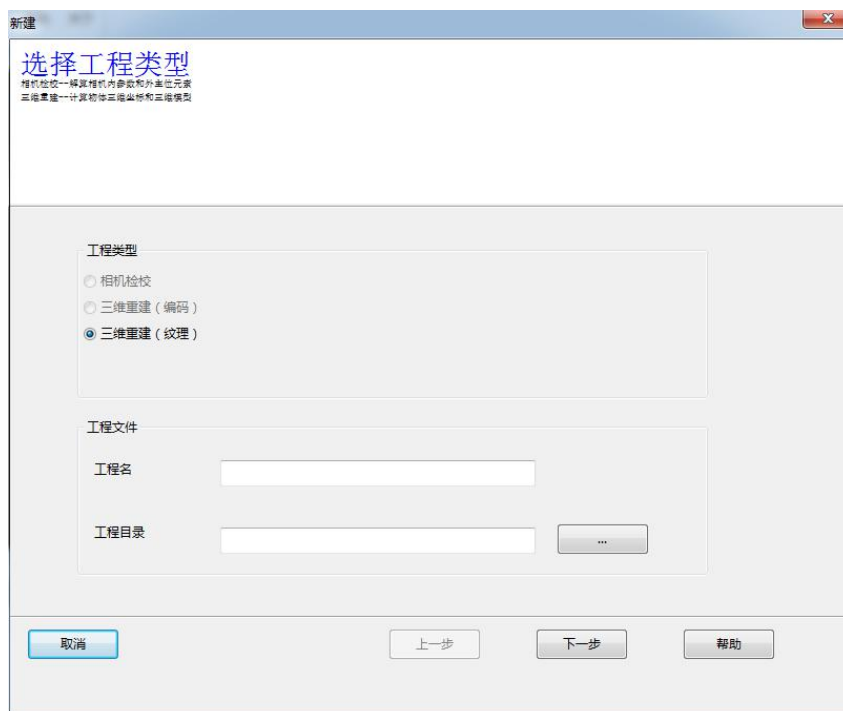 新建
选择工程类型
相机检校--解算相机内参数和外方位元素
三维重建--计算物体三维坐标和三维模型
工程类型
相机检校
三维重建（编码）
三维重建（纹理）
工程文件
工程名
工程目录
...
取消
上一步
下一步
帮助